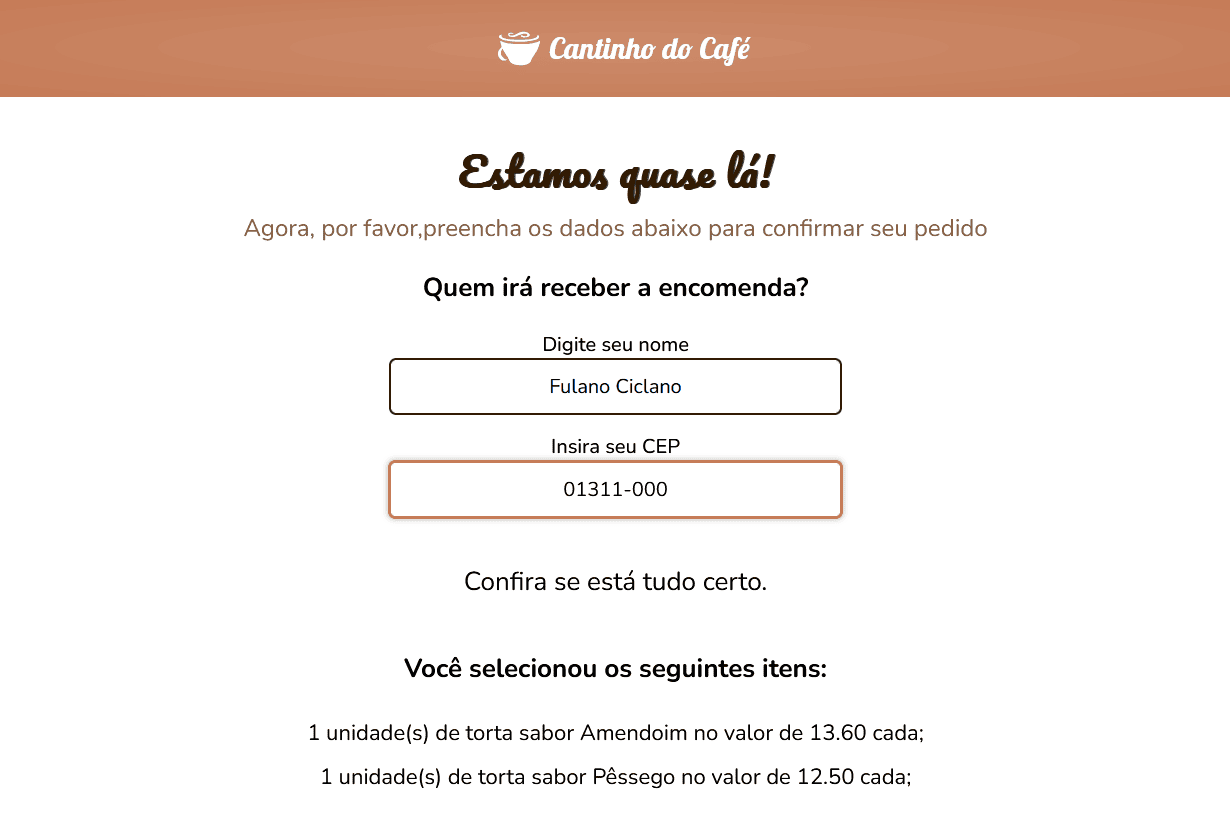 Cantinho do Café
Estamos quase lá!
Agora, por favor,preencha os dados abaixo para confirmar seu pedido
Quem irá receber a encomenda?
Digite seu nome
Fulano Ciclano
Insira seu CEP
01311-000
Confira se está tudo certo.
Você selecionou os seguintes itens:
1 unidade(s) de torta sabor Amendoim no valor de 13.60 cada;
1 unidade(s) de torta sabor Pêssego no valor de 12.50 cada;